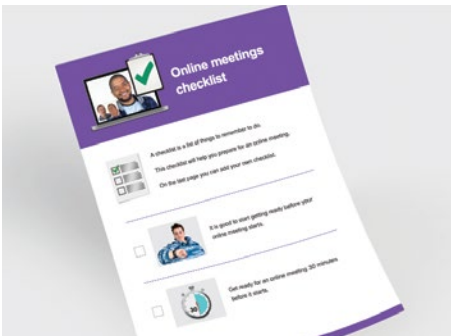 Online meetings
checklist
A checklist is a list of things to remember to do.
This checklist will help you prepare for an online meeting.
On the last page you can add your own checklist.
It is good to start getting ready before your
online meeting starts.
Get ready for an online meeting 30 minutes
before it starts.
30